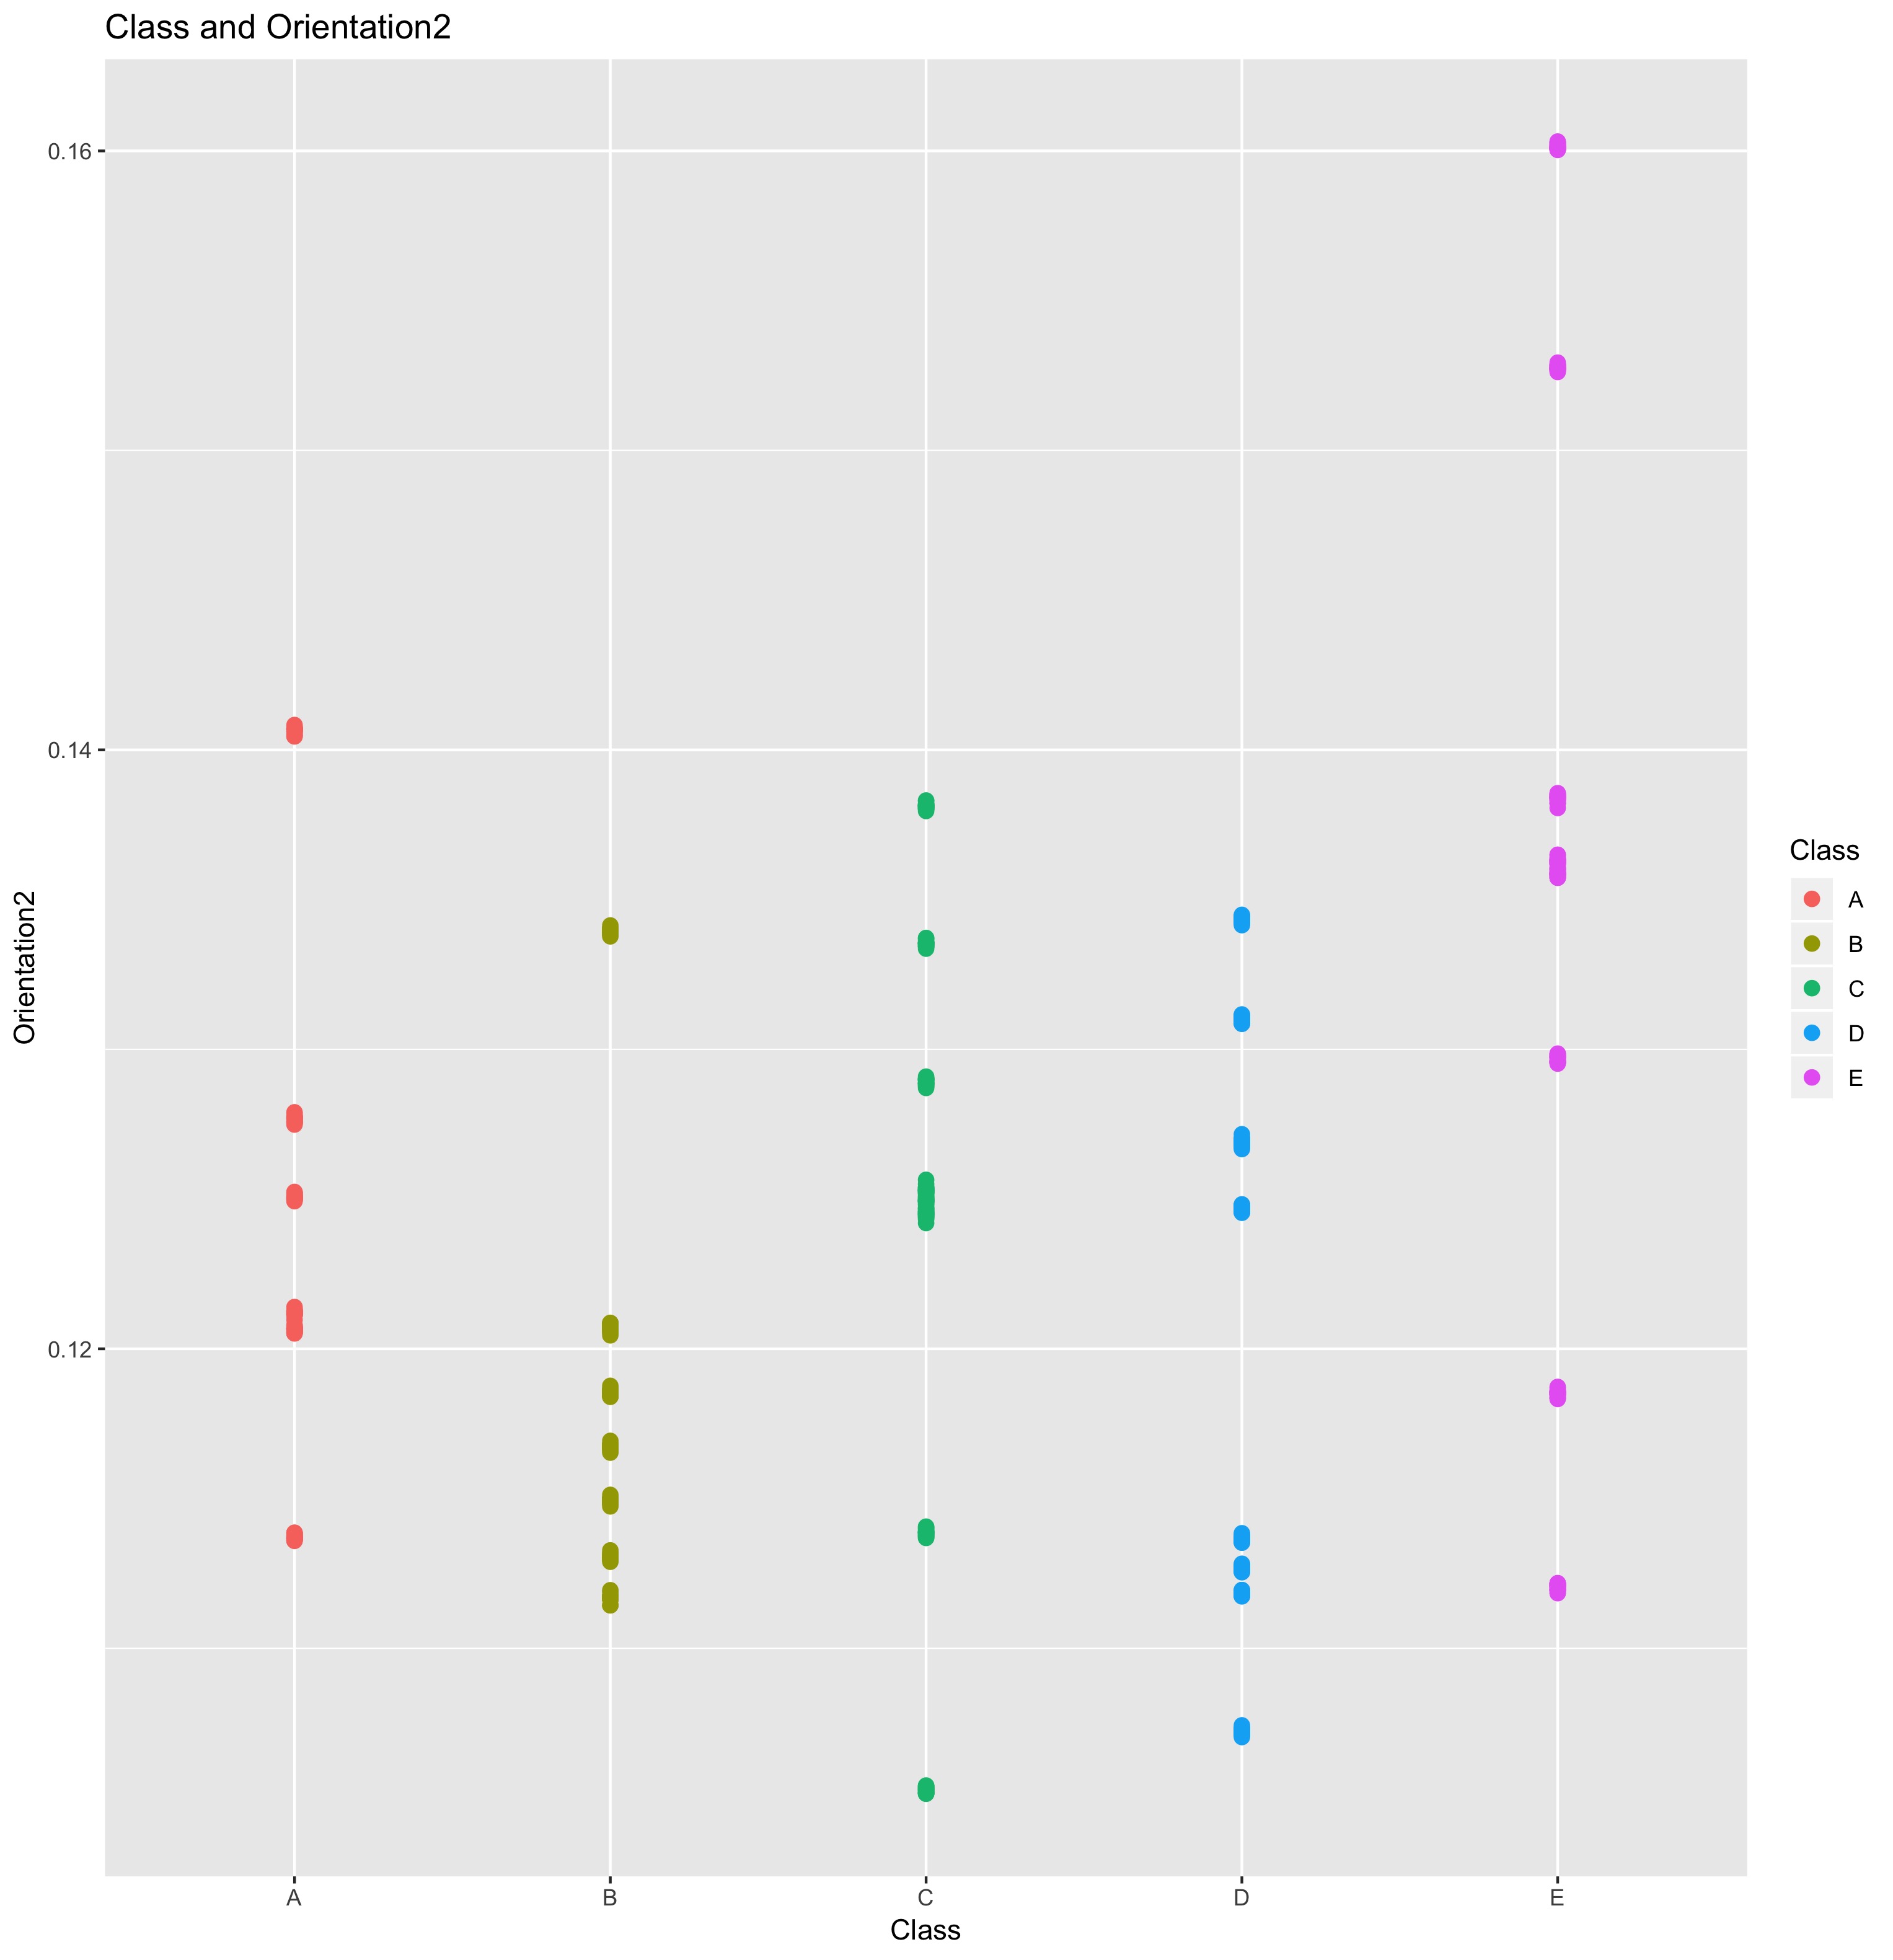 Class and Orientation2
0.16
0.14
0.12
Orientation2
A
B
C
D
E
Class
Class
A
B
C
D
E